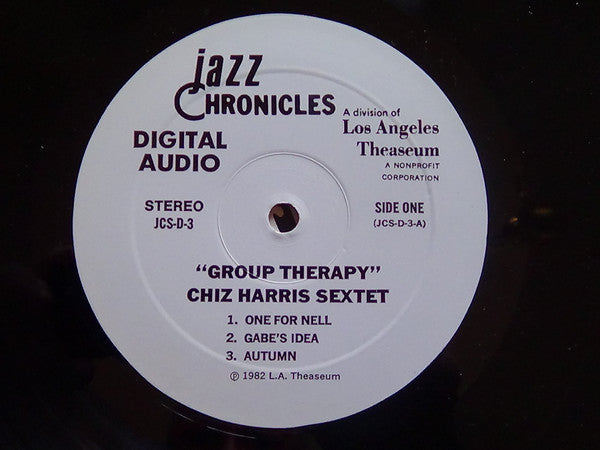 jazz
CHRONICLES
DIGITAL
AUDIO
A division of
Los Angeles
Theaseum
A NONPROFIT
CORPORATION
STEREO
JCS-D-3
SIDE ONE
(JCS-D-3-A)
"GROUP THERAPY"
CHIZ HARRIS SEXTET
1. ONE FOR NELL
2. GABE'S IDEA
3. AUTUMN
℗ 1982 L.A. Theaseum